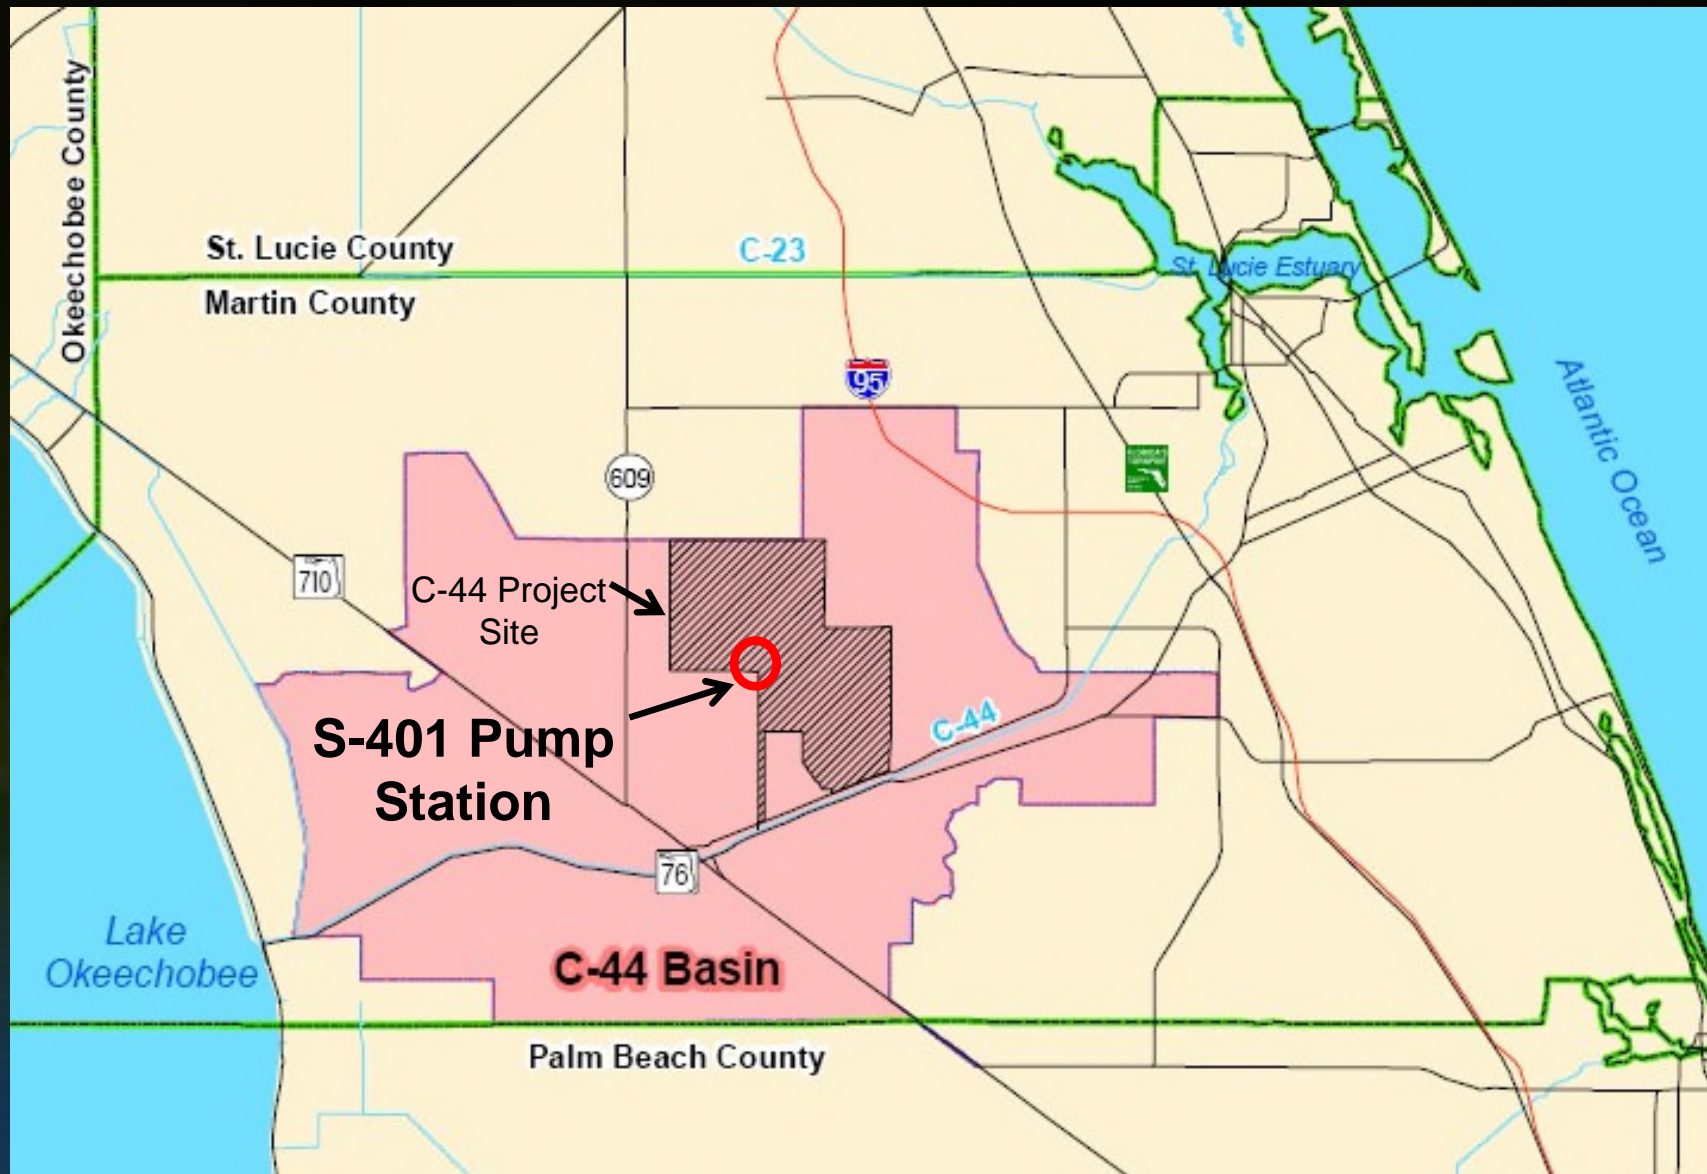 Okeechobee County
St. Lucie County
Martin County
C-23
St. Lucie Estuary
95
Atlantic Ocean
609
710
C-44 Project
Site
S-401 Pump
Station
C-44
76
Lake
Okeechobee
C-44 Basin
Palm Beach County